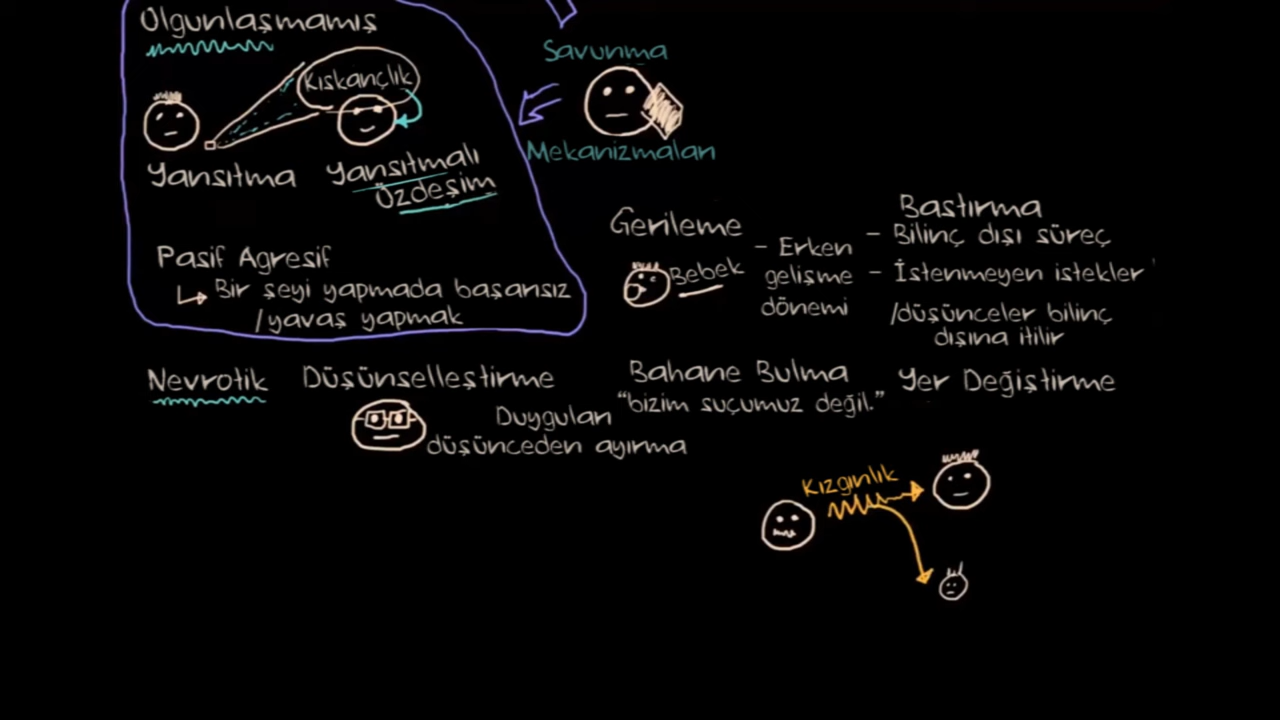 Olgunlaşmamış
Kıskançlık
Yansıtma
Yansıtmalı
Özdeşim
Pasif Agresif
Bir şeyi yapmada başarısız
/yavaş yapmak
Savunma
Mekanizmaları
Gerileme
Bebek
- Erken
gelişme
dönemi
Bastırma
- Bilinç dışı süreç
- İstenmeyen istekler
/düşünceler bilinç
dışına itilir
Nevrotik
Düşünselleştirme
Duyguları
düşünceden ayırma
Bahane Bulma
"bizim suçumuz değil."
Yer Değiştirme
Kızgınlık